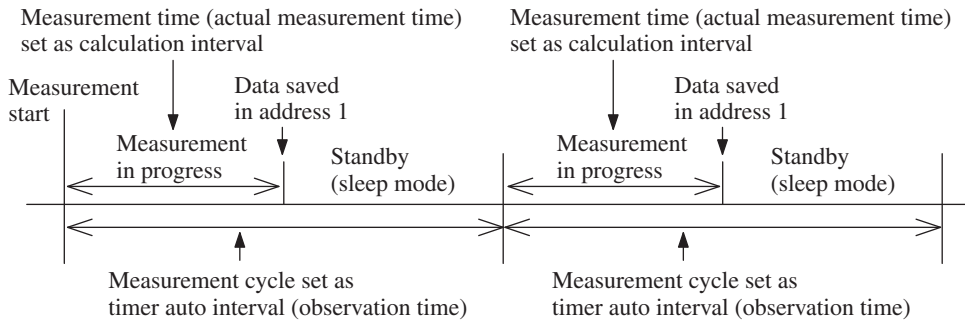 Measurement time (actual measurement time)
set as calculation interval
Measurement time (actual measurement time)
set as calculation interval
Measurement
start
Data saved
in address 1
Data saved
in address 1
Measurement
in progress
Standby
(sleep mode)
Measurement
in progress
Standby
(sleep mode)
Measurement cycle set as
timer auto interval (observation time)
Measurement cycle set as
timer auto interval (observation time)